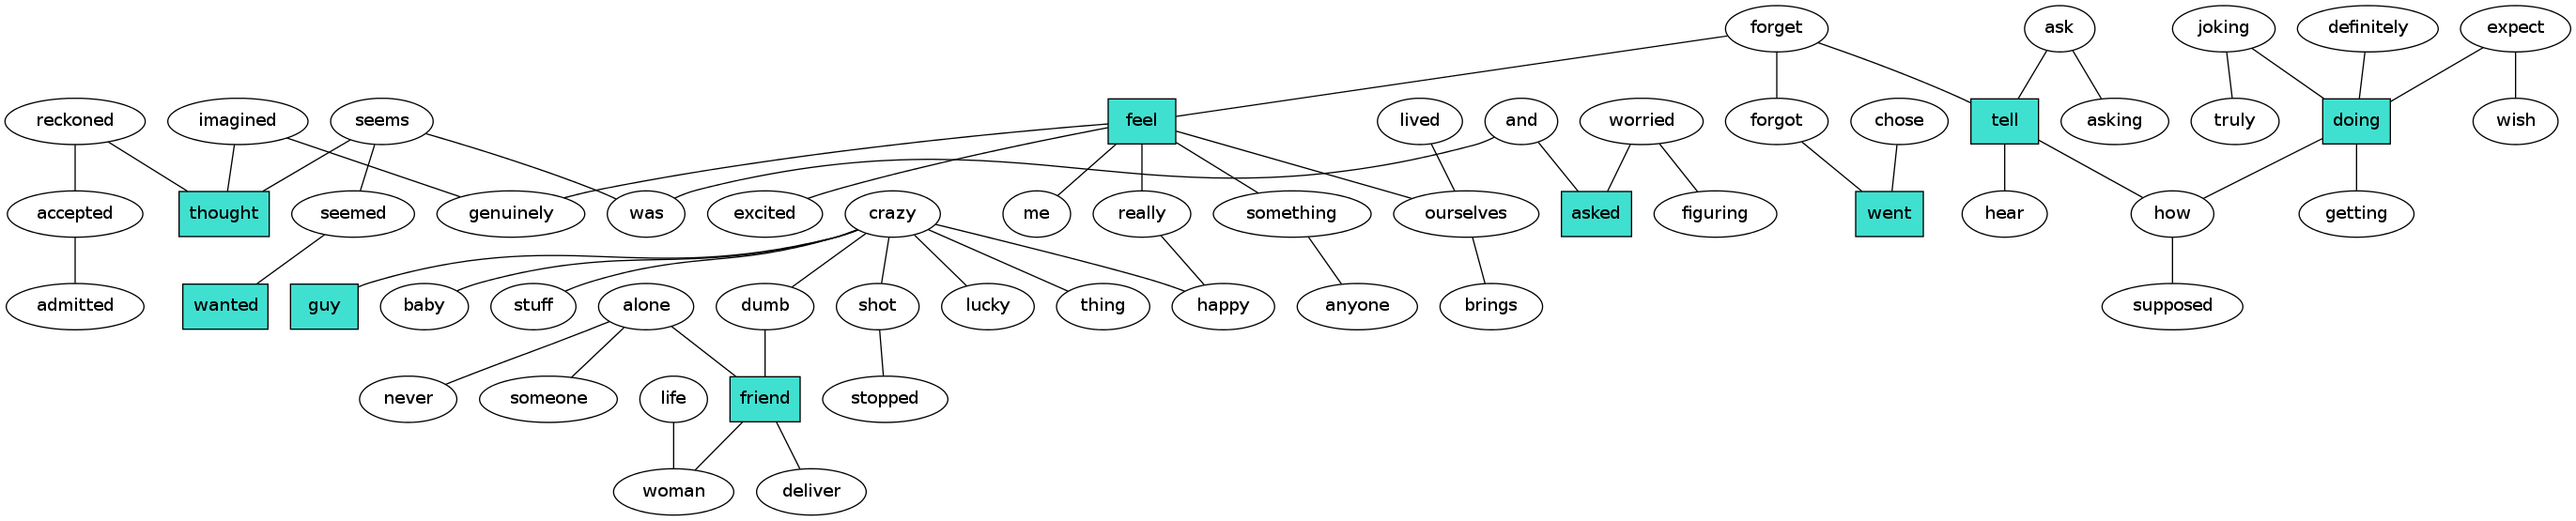 forget ask joking definitely expect
reckoned imagined seems feel lived and worried forgot chose tell asking truly doing wish
accepted thought seemed genuinely was excited crazy me really something ourselves asked figuring went hear how getting
admitted wanted guy baby stuff alone dumb shot lucky thing happy anyone brings supposed
never someone life friend stopped
woman deliver